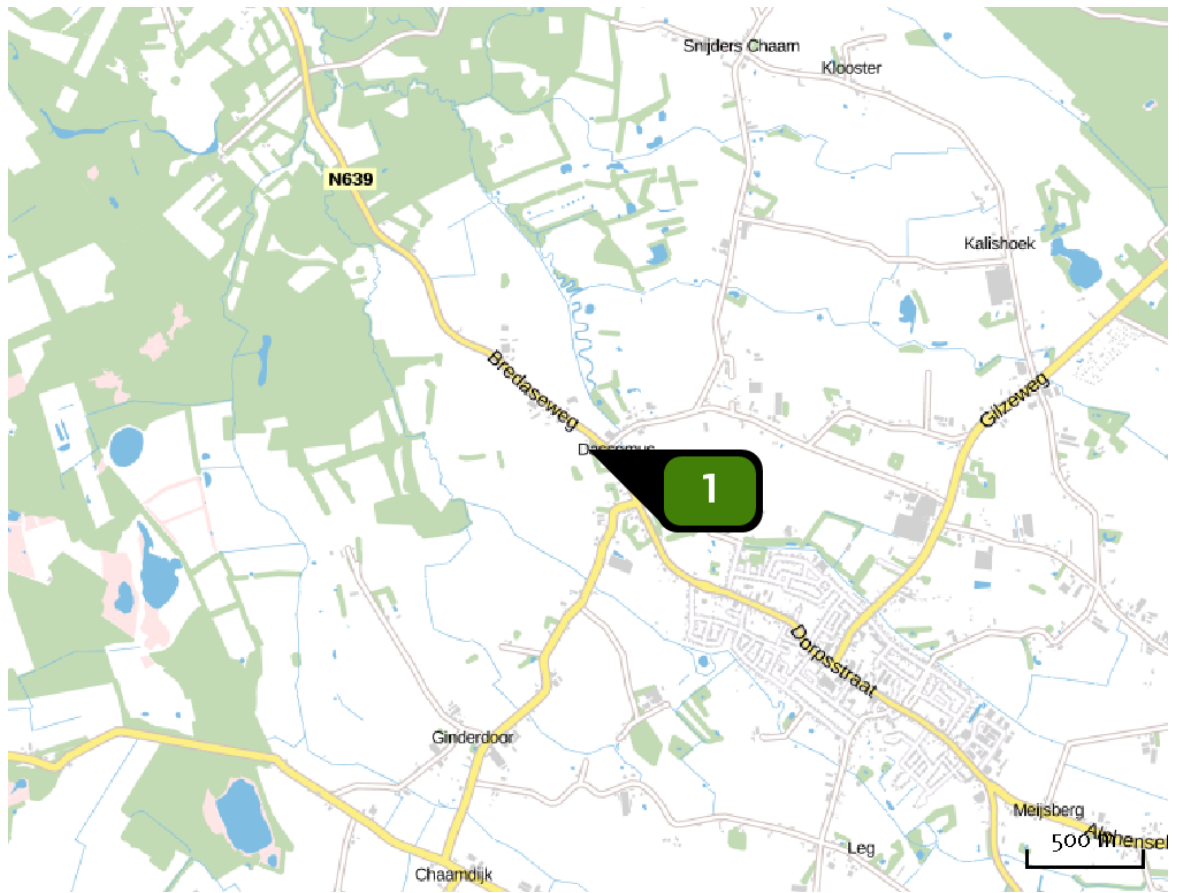 Snijders Chaam
Klooster
N639
Kalishoek
Bredaseweg
Gilzeweg
1
Dorpsstraat
Ginderdoor
Meijsberg
500 m
Leg
Chaamdijk